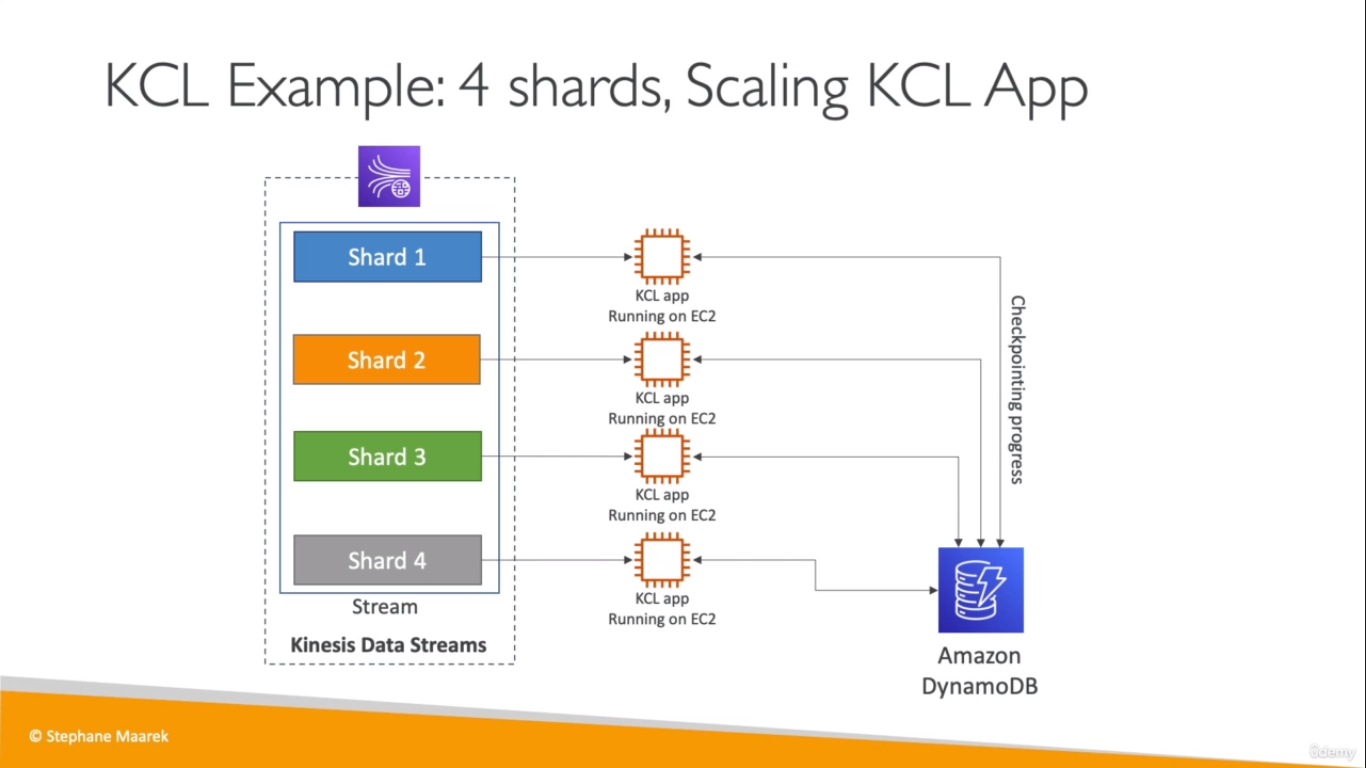 KCL Example: 4 shards, Scaling KCL App
Shard 1
KCL app
Running on EC2
Shard 2
KCL app
Running on EC2
Shard 3
KCL app
Running on EC2
Shard 4
KCL app
Running on EC2
Stream
Kinesis Data Streams
Checkpointing progress
Amazon
DynamoDB
© Stephane Maarek
ûdemy